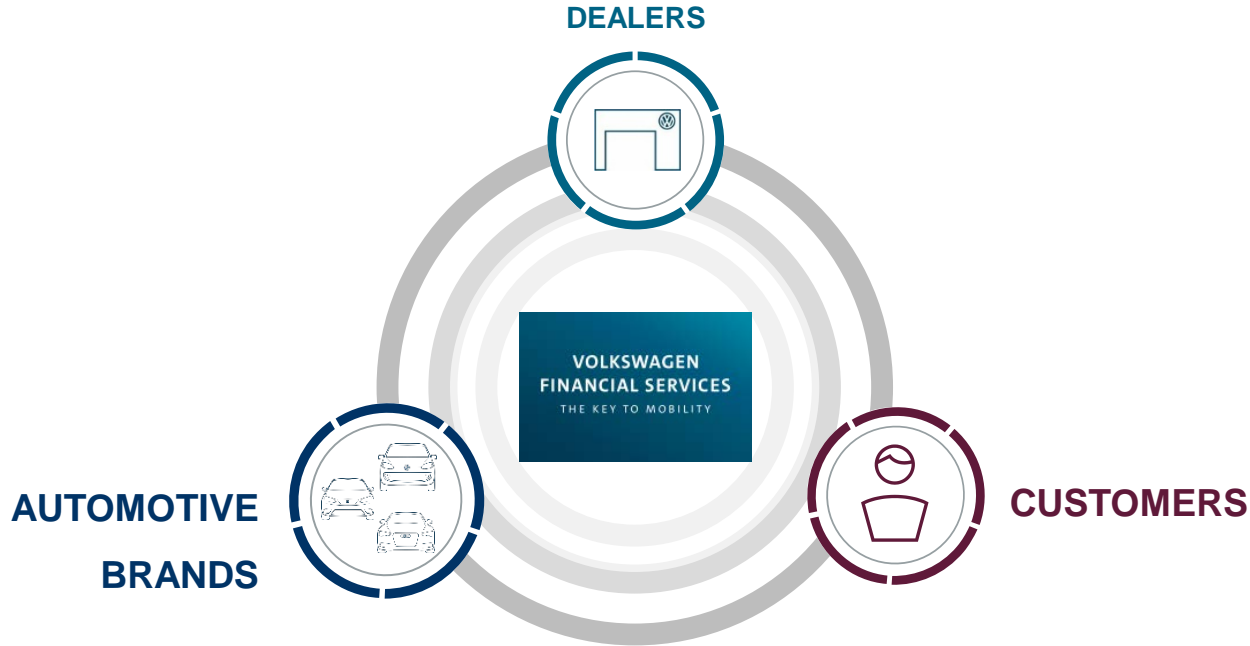 DEALERS
VOLKSWAGEN
FINANCIAL SERVICES
THE KEY TO MOBILITY
AUTOMOTIVE
BRANDS
CUSTOMERS